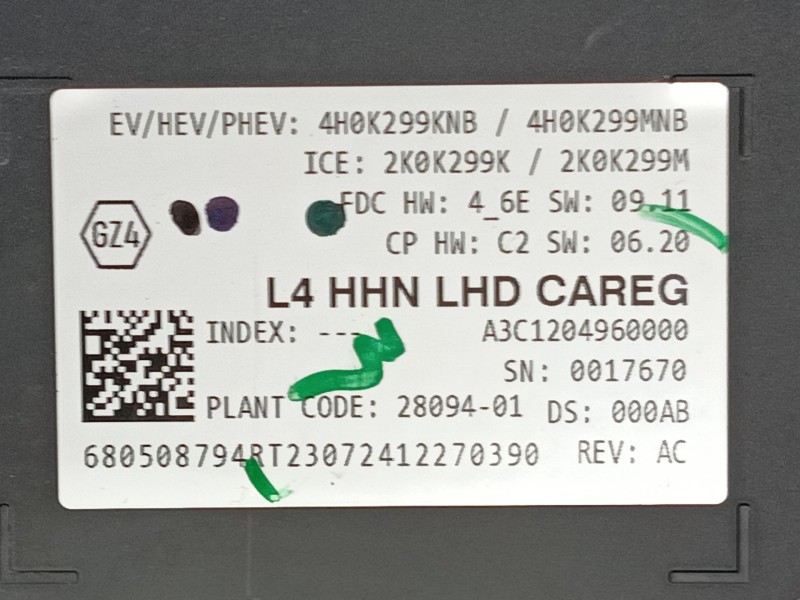 EV/HEV/PHEV: 4H0K299KNB / 4H0K299MNB
ICE: 2K0K299K / 2K0K299M
FDC HW: 4_6E SW: 09.11
GZ4
CP HW: C2 SW: 06.20
L4 HHN LHD CAREG
INDEX: --- A3C1204960000
SN: 0017670
PLANT CODE: 28094-01 DS: 000AB
680508794RT23072412270390 REV: AC